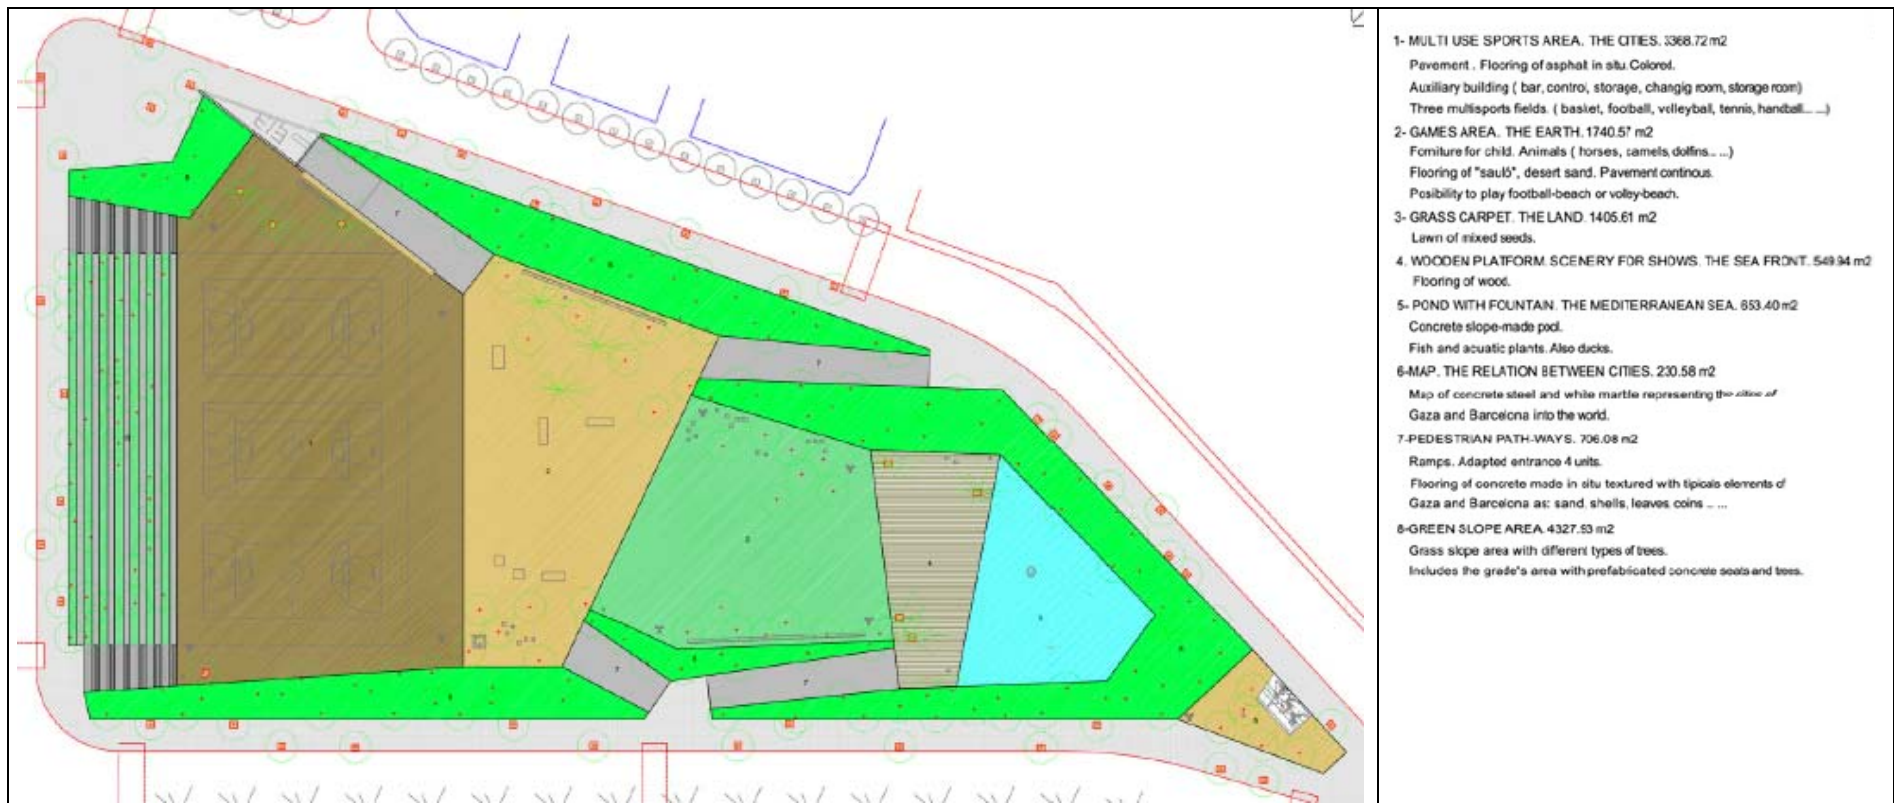 1- MULTI USE SPORTS AREA. THE CITIES. 3368.72 m2
Pavement . Flooring of asphalt in situ. Colored.
Auxiliary building ( bar, control, storage, changig room, storage room)
Three multisports fields. ( basket, football, volleyball, tennis, handball... ...)
2- GAMES AREA. THE EARTH. 1740.57 m2
Forniture for child. Animals ( horses, camels, dolfins... ...)
Flooring of "sauló", desert sand. Pavement continous.
Posibility to play football-beach or volley-beach.
3- GRASS CARPET. THE LAND. 1405.61 m2
Lawn of mixed seeds.
4. WOODEN PLATFORM. SCENERY FOR SHOWS. THE SEA FRONT. 549.94 m2
Flooring of wood.
5- POND WITH FOUNTAIN. THE MEDITERRANEAN SEA. 653.40 m2
Concrete slope-made pool.
Fish and acuatic plants. Also ducks.
6-MAP. THE RELATION BETWEEN CITIES. 230.58 m2
Map of concrete steel and white marble representing the cities of
Gaza and Barcelona into the world.
7-PEDESTRIAN PATH-WAYS. 706.08 m2
Ramps. Adapted entrance 4 units.
Flooring of concrete made in situ textured with tipicals elements of
Gaza and Barcelona as: sand, shells, leaves, coins ... ...
8-GREEN SLOPE AREA. 4327.93 m2
Grass slope area with different types of trees.
Includes the grade's area with prefabricated concrete seats and trees.